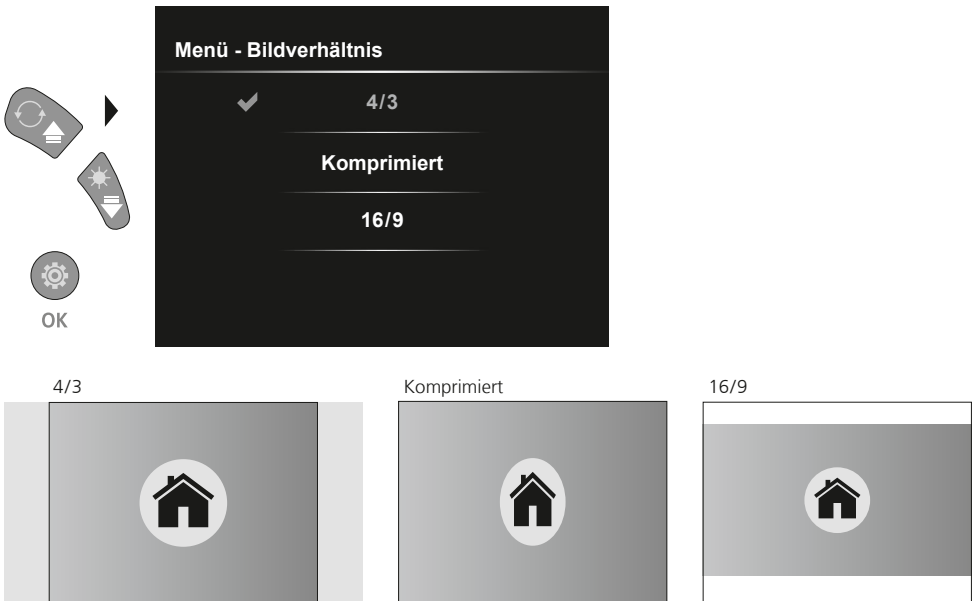 Menü - Bildverhältnis
4/3
Komprimiert
16/9
OK
4/3
Komprimiert
16/9